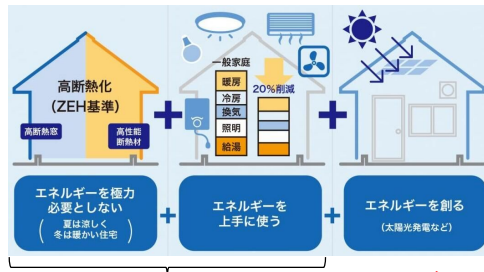 高断熱化
(ZEH基準)
高断熱窓
高性能
断熱材
+
一般家庭
暖房
冷房
換気
照明
給湯
20%削減
+
エネルギーを極力
必要としない
(夏は涼しく
冬は暖かい住宅)
+
エネルギーを
上手に使う
+
エネルギーを創る
(太陽光発電など)